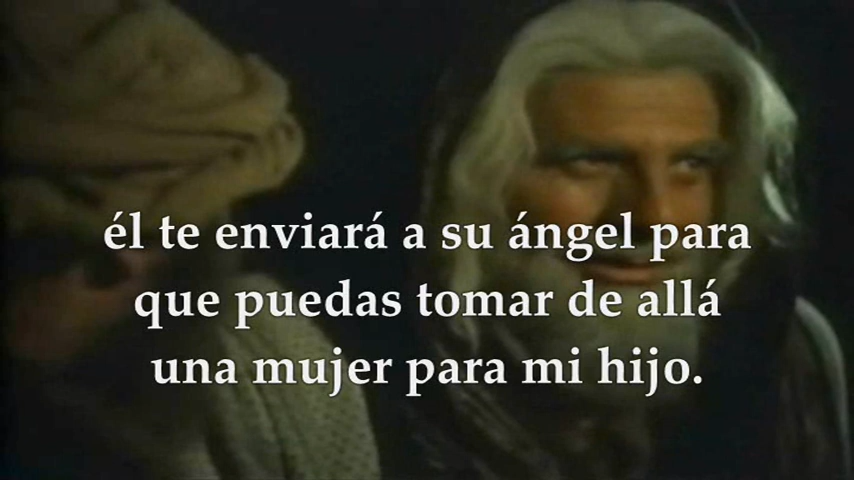 él te enviará a su ángel para
que puedas tomar de allá
una mujer para mi hijo.